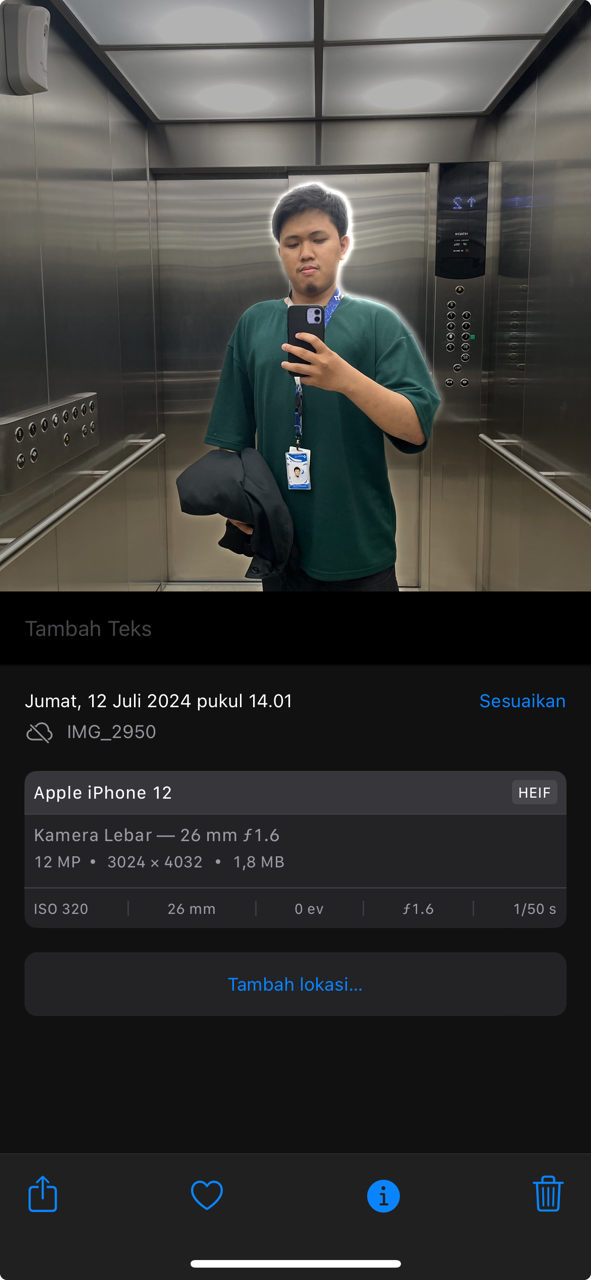 Tambah Teks
Jumat, 12 Juli 2024 pukul 14.01
Sesuaikan
IMG_2950
Apple iPhone 12
HEIF
Kamera Lebar — 26 mm ƒ1.6
12 MP • 3024 × 4032 • 1,8 MB
ISO 320
26 mm
0 ev
ƒ1.6
1/50 s
Tambah lokasi...